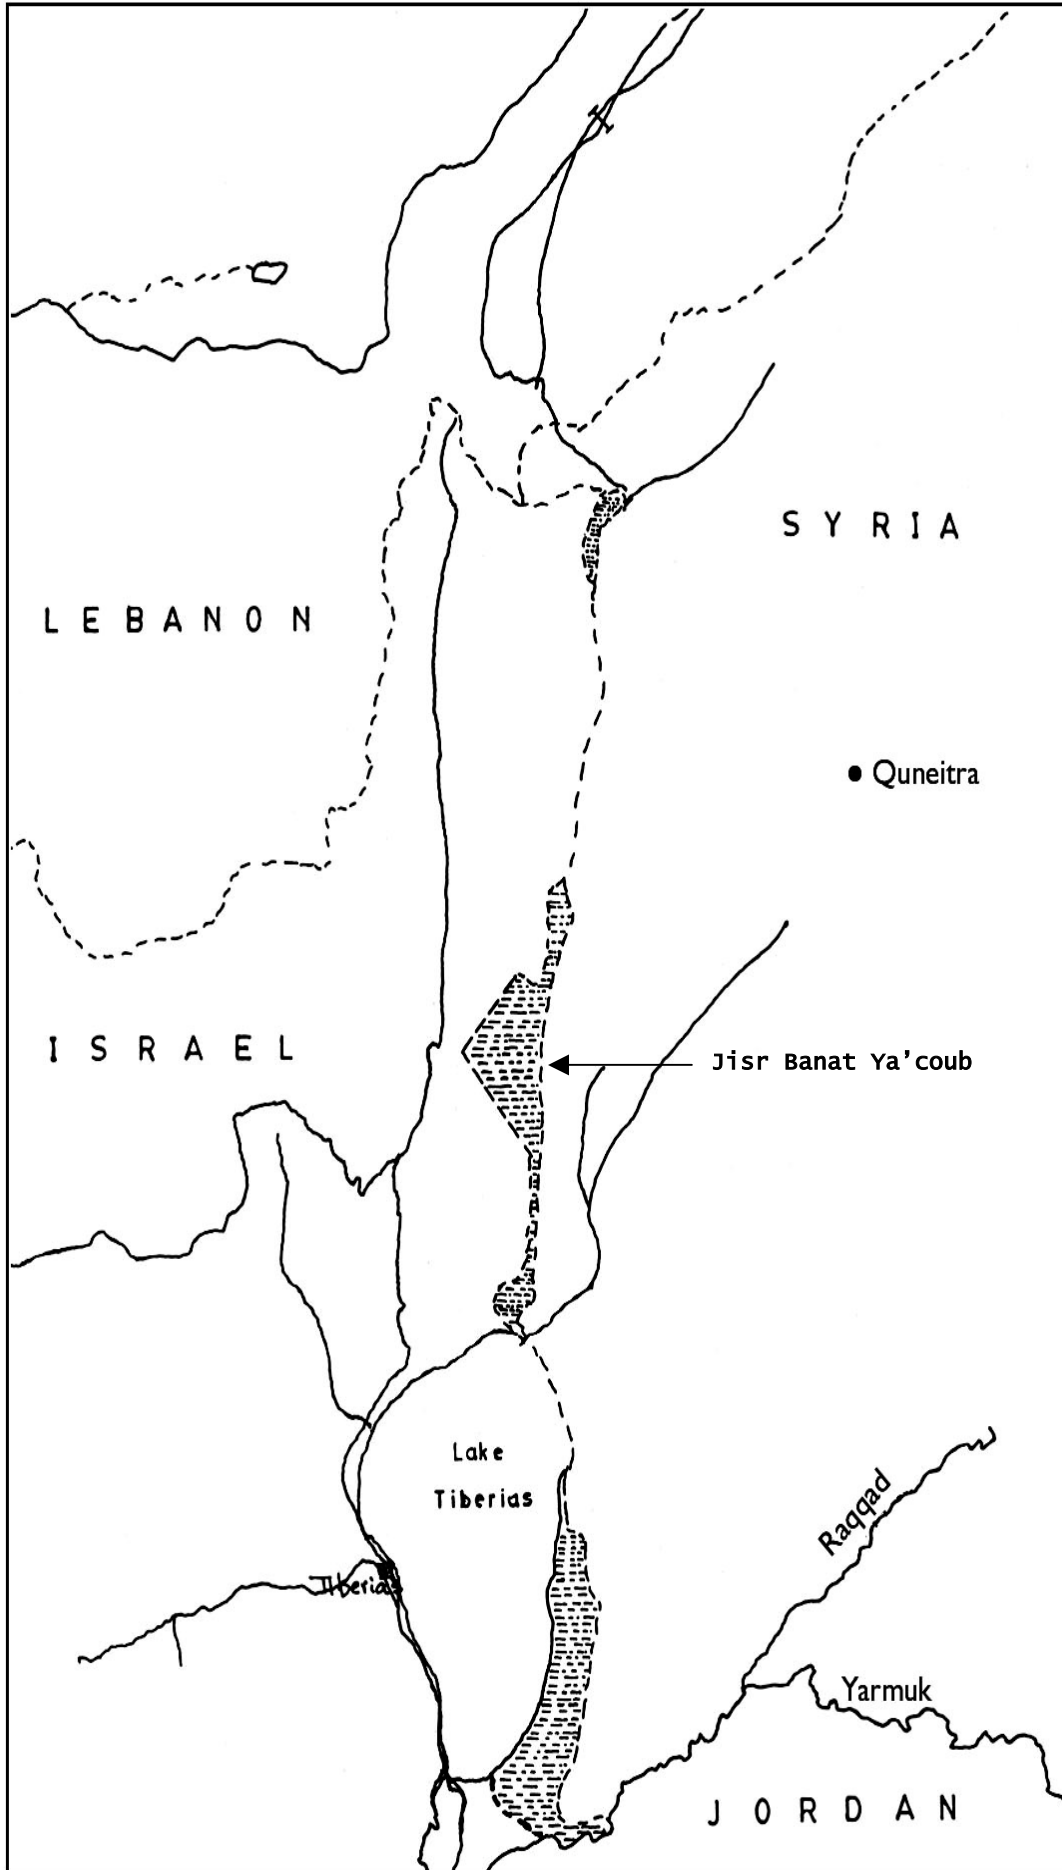 SYRIA
LEBANON
Quneitra
ISRAEL
Jisr Banat Ya'coub
Lake
Tiberias
Raqqad
Tiberias
Yarmuk
JORDAN